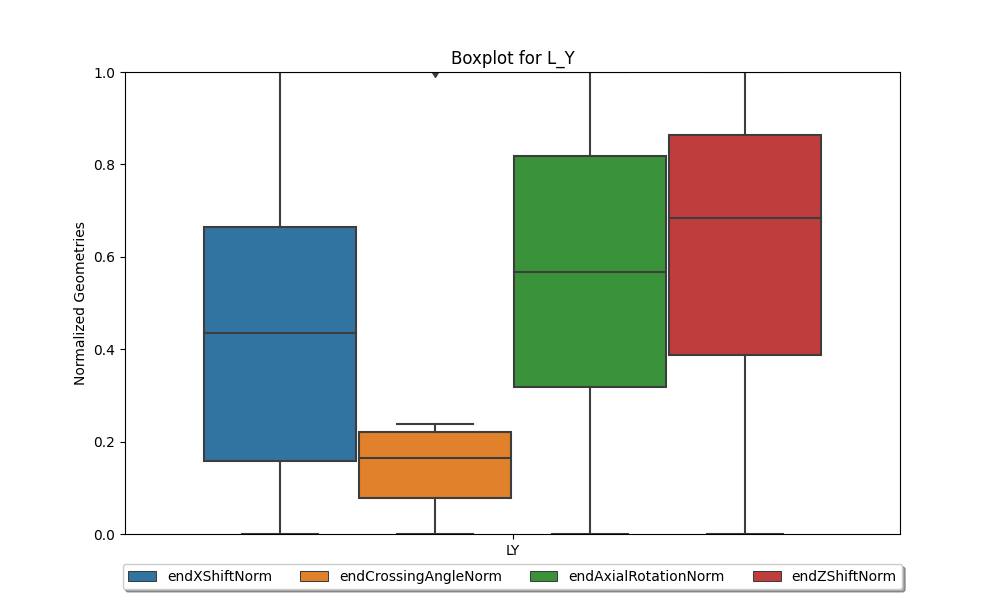 Boxplot for L_Y
Normalized Geometries
1.0
0.8
0.6
0.4
0.2
0.0
LY
endXShiftNorm endCrossingAngleNorm endAxialRotationNorm endZShiftNorm